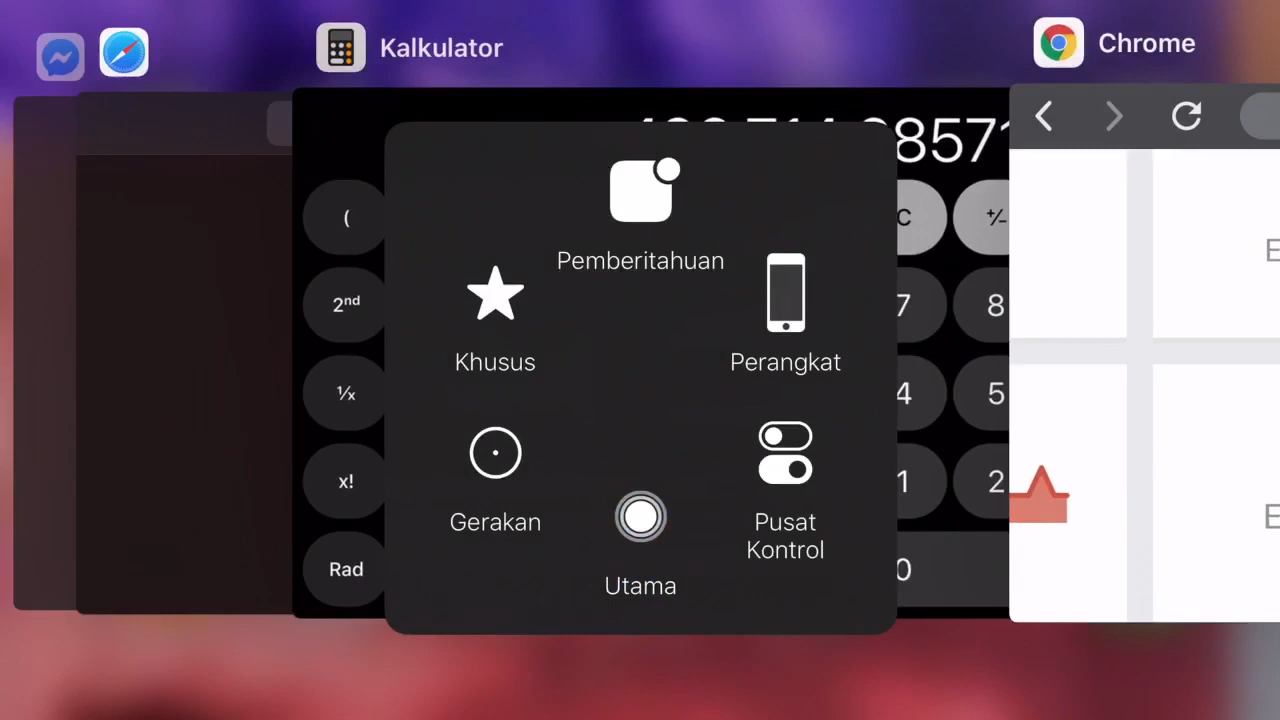 Kalkulator
Chrome
8571
(
C
⁺⁄₋
Pemberitahuan
2ⁿᵈ
7
8
Khusus
Perangkat
¹⁄ₓ
4
5
x!
1
2
Gerakan
Pusat
Kontrol
Rad
0
Utama
E
E